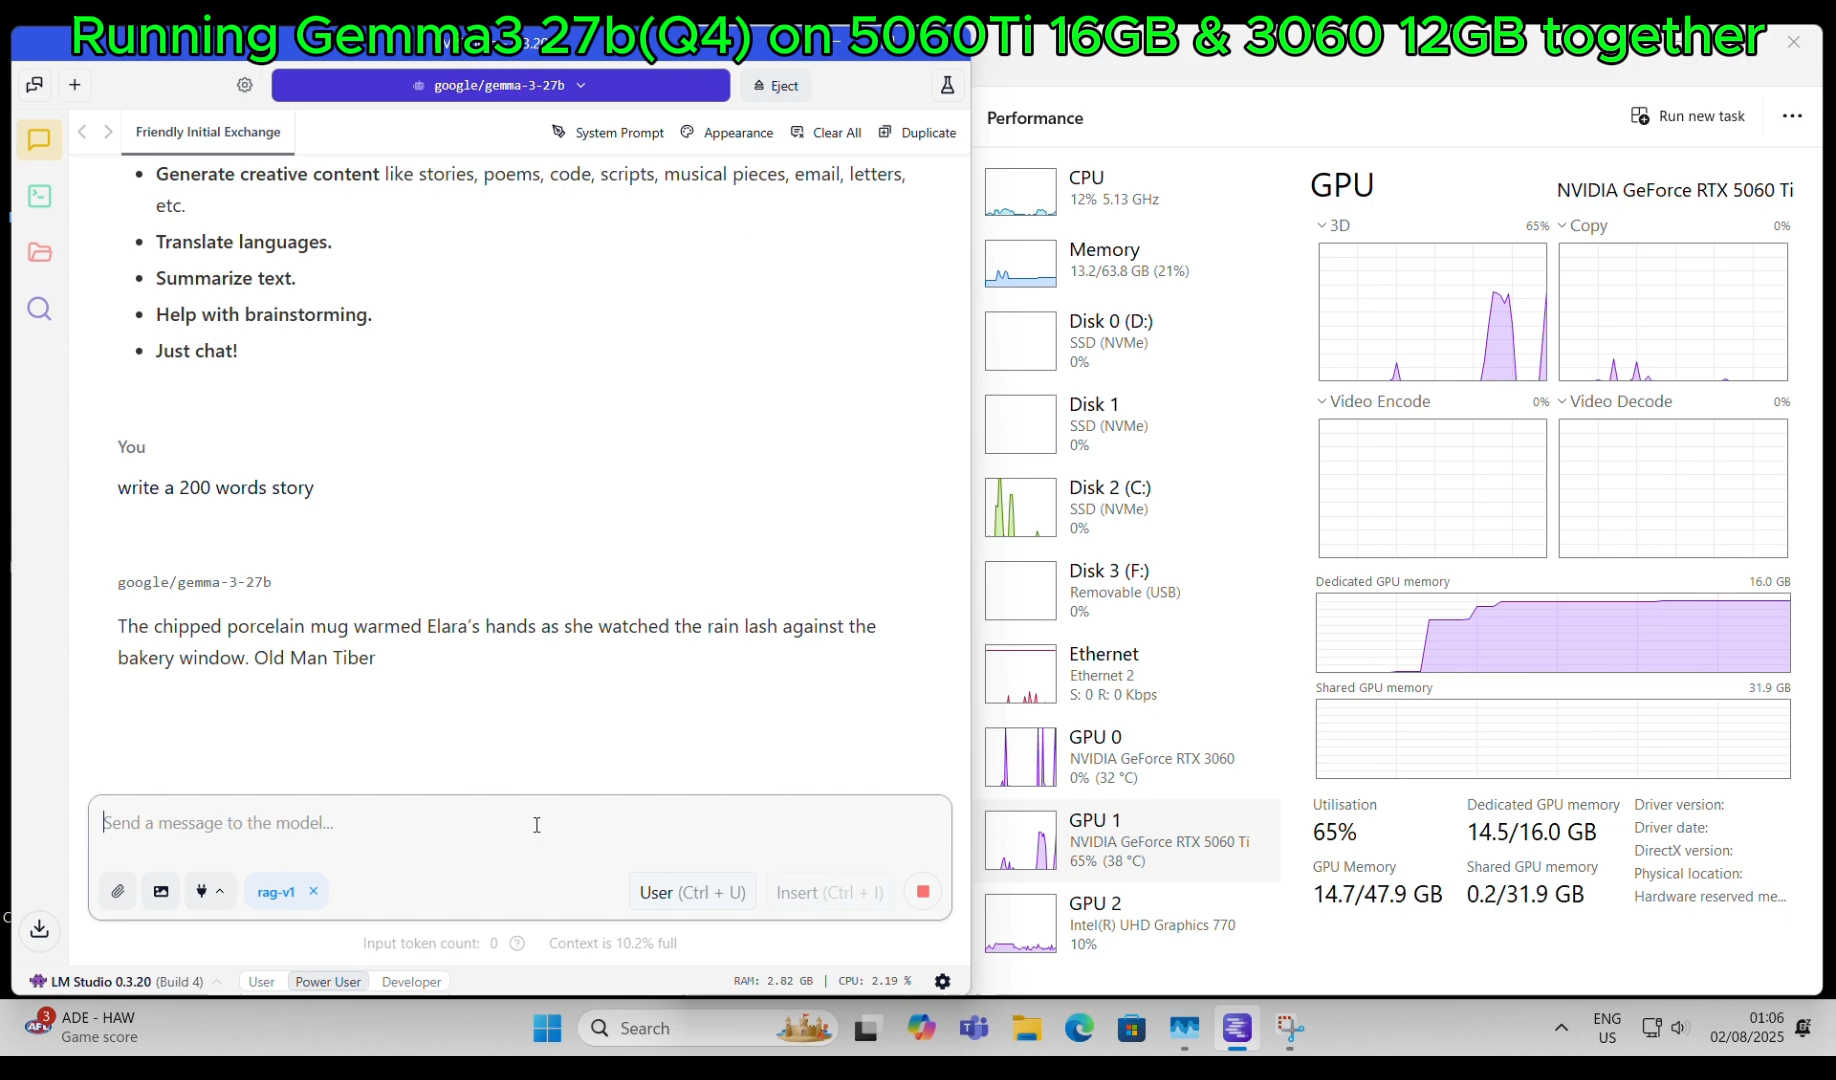 Running Gemma3 27b(Q4) on 5060Ti 16GB & 3060 12GB together
google/gemma-3-27b
Eject
Friendly Initial Exchange
System Prompt
Appearance
Clear All
Duplicate
Generate creative content like stories, poems, code, scripts, musical pieces, email, letters,
etc.
Translate languages.
Summarize text.
Help with brainstorming.
Just chat!
You
write a 200 words story
google/gemma-3-27b
The chipped porcelain mug warmed Elara's hands as she watched the rain lash against the
bakery window. Old Man Tiber
Send a message to the model...
rag-v1
User (Ctrl + U)
Insert (Ctrl + I)
Input token count: 0
Context is 10.2% full
LM Studio 0.3.20 (Build 4)
User
Power User
Developer
RAM: 2.82 GB | CPU: 2.19 %
Performance
Run new task
CPU
12% 5.13 GHz
Memory
13.2/63.8 GB (21%)
Disk 0 (D:)
SSD (NVMe)
0%
Disk 1
SSD (NVMe)
0%
Disk 2 (C:)
SSD (NVMe)
0%
Disk 3 (F:)
Removable (USB)
0%
Ethernet
Ethernet 2
S: 0 R: 0 Kbps
GPU 0
NVIDIA GeForce RTX 3060
0% (32 °C)
GPU 1
NVIDIA GeForce RTX 5060 Ti
65% (38 °C)
GPU 2
Intel(R) UHD Graphics 770
10%
GPU
NVIDIA GeForce RTX 5060 Ti
3D 65%
Copy 0%
Video Encode 0%
Video Decode 0%
Dedicated GPU memory 16.0 GB
Shared GPU memory 31.9 GB
Utilisation
65%
Dedicated GPU memory
14.5/16.0 GB
GPU Memory
14.7/47.9 GB
Shared GPU memory
0.2/31.9 GB
Driver version:
Driver date:
DirectX version:
Physical location:
Hardware reserved me...
3
AFL
ADE - HAW
Game score
Search
ENG
US
01:06
02/08/2025